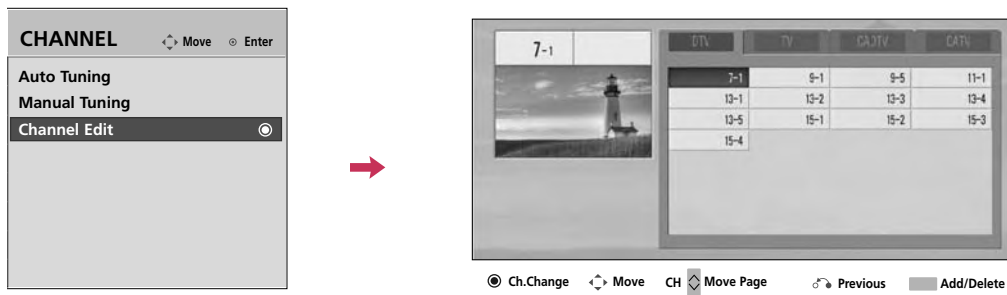 CHANNEL Move Enter
Auto Tuning
Manual Tuning
Channel Edit
7-1
DTV TV CADTV CATV
7-1 9-1 9-5 11-1
13-1 13-2 13-3 13-4
13-5 15-1 15-2 15-3
15-4
Ch.Change Move CH Move Page Previous Add/Delete